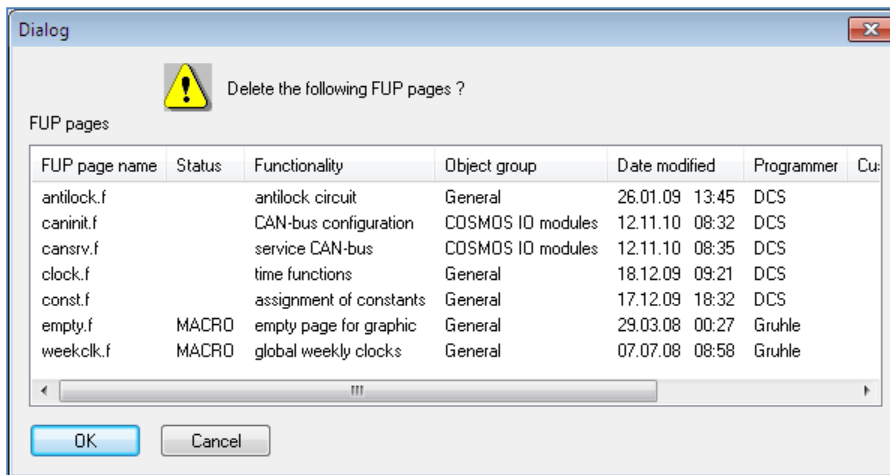 Dialog
Delete the following FUP pages ?
FUP pages
FUP page name Status Functionality Object group Date modified Programmer Cu
antilock.f antilock circuit General 26.01.09 13:45 DCS
caninit.f CAN-bus configuration COSMOS IO modules 12.11.10 08:32 DCS
cansrv.f service CAN-bus COSMOS IO modules 12.11.10 08:35 DCS
clock.f time functions General 18.12.09 09:21 DCS
const.f assignment of constants General 17.12.09 18:32 DCS
empty.f MACRO empty page for graphic General 29.03.08 00:27 Gruhle
weekclk.f MACRO global weekly clocks General 07.07.08 08:58 Gruhle
OK Cancel